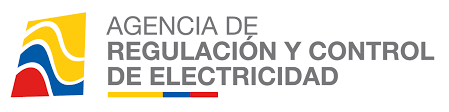 AGENCIA DE
REGULACIÓN Y CONTROL
DE ELECTRICIDAD